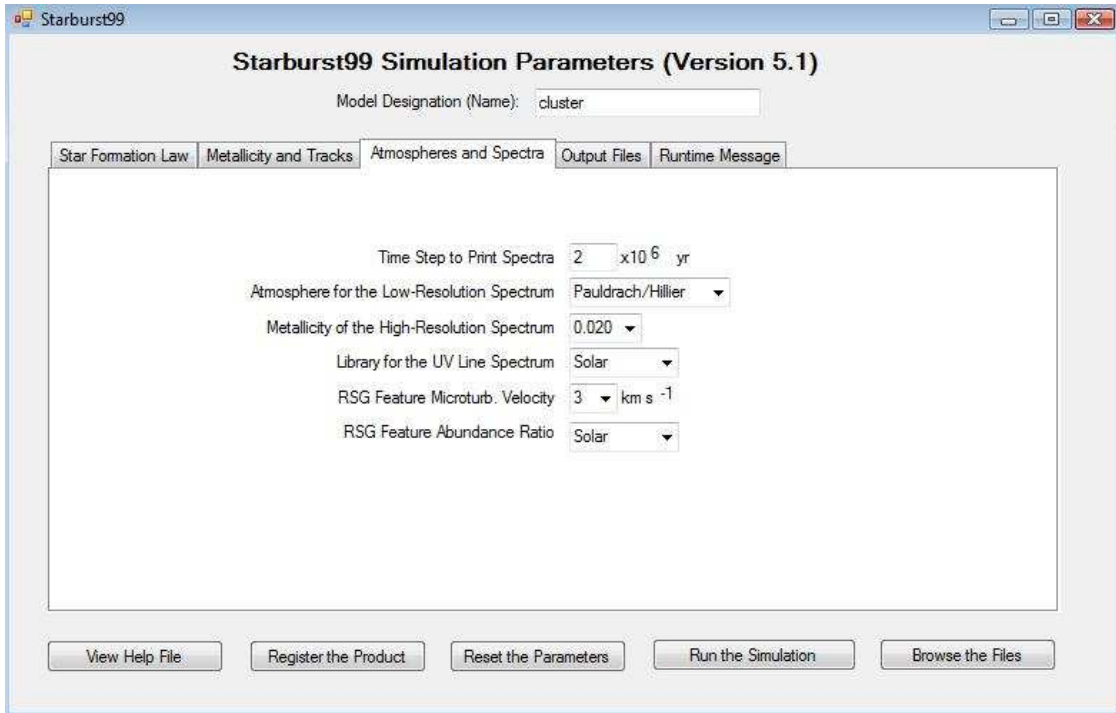 Starburst99
Starburst99 Simulation Parameters (Version 5.1)
Model Designation (Name): cluster
Star Formation Law Metallicity and Tracks Atmospheres and Spectra Output Files Runtime Message
Time Step to Print Spectra 2 x10 6 yr
Atmosphere for the Low-Resolution Spectrum Pauldrach/Hillier
Metallicity of the High-Resolution Spectrum 0.020
Library for the UV Line Spectrum Solar
RSG Feature Microturb. Velocity 3 km s -1
RSG Feature Abundance Ratio Solar
View Help File Register the Product Reset the Parameters Run the Simulation Browse the Files